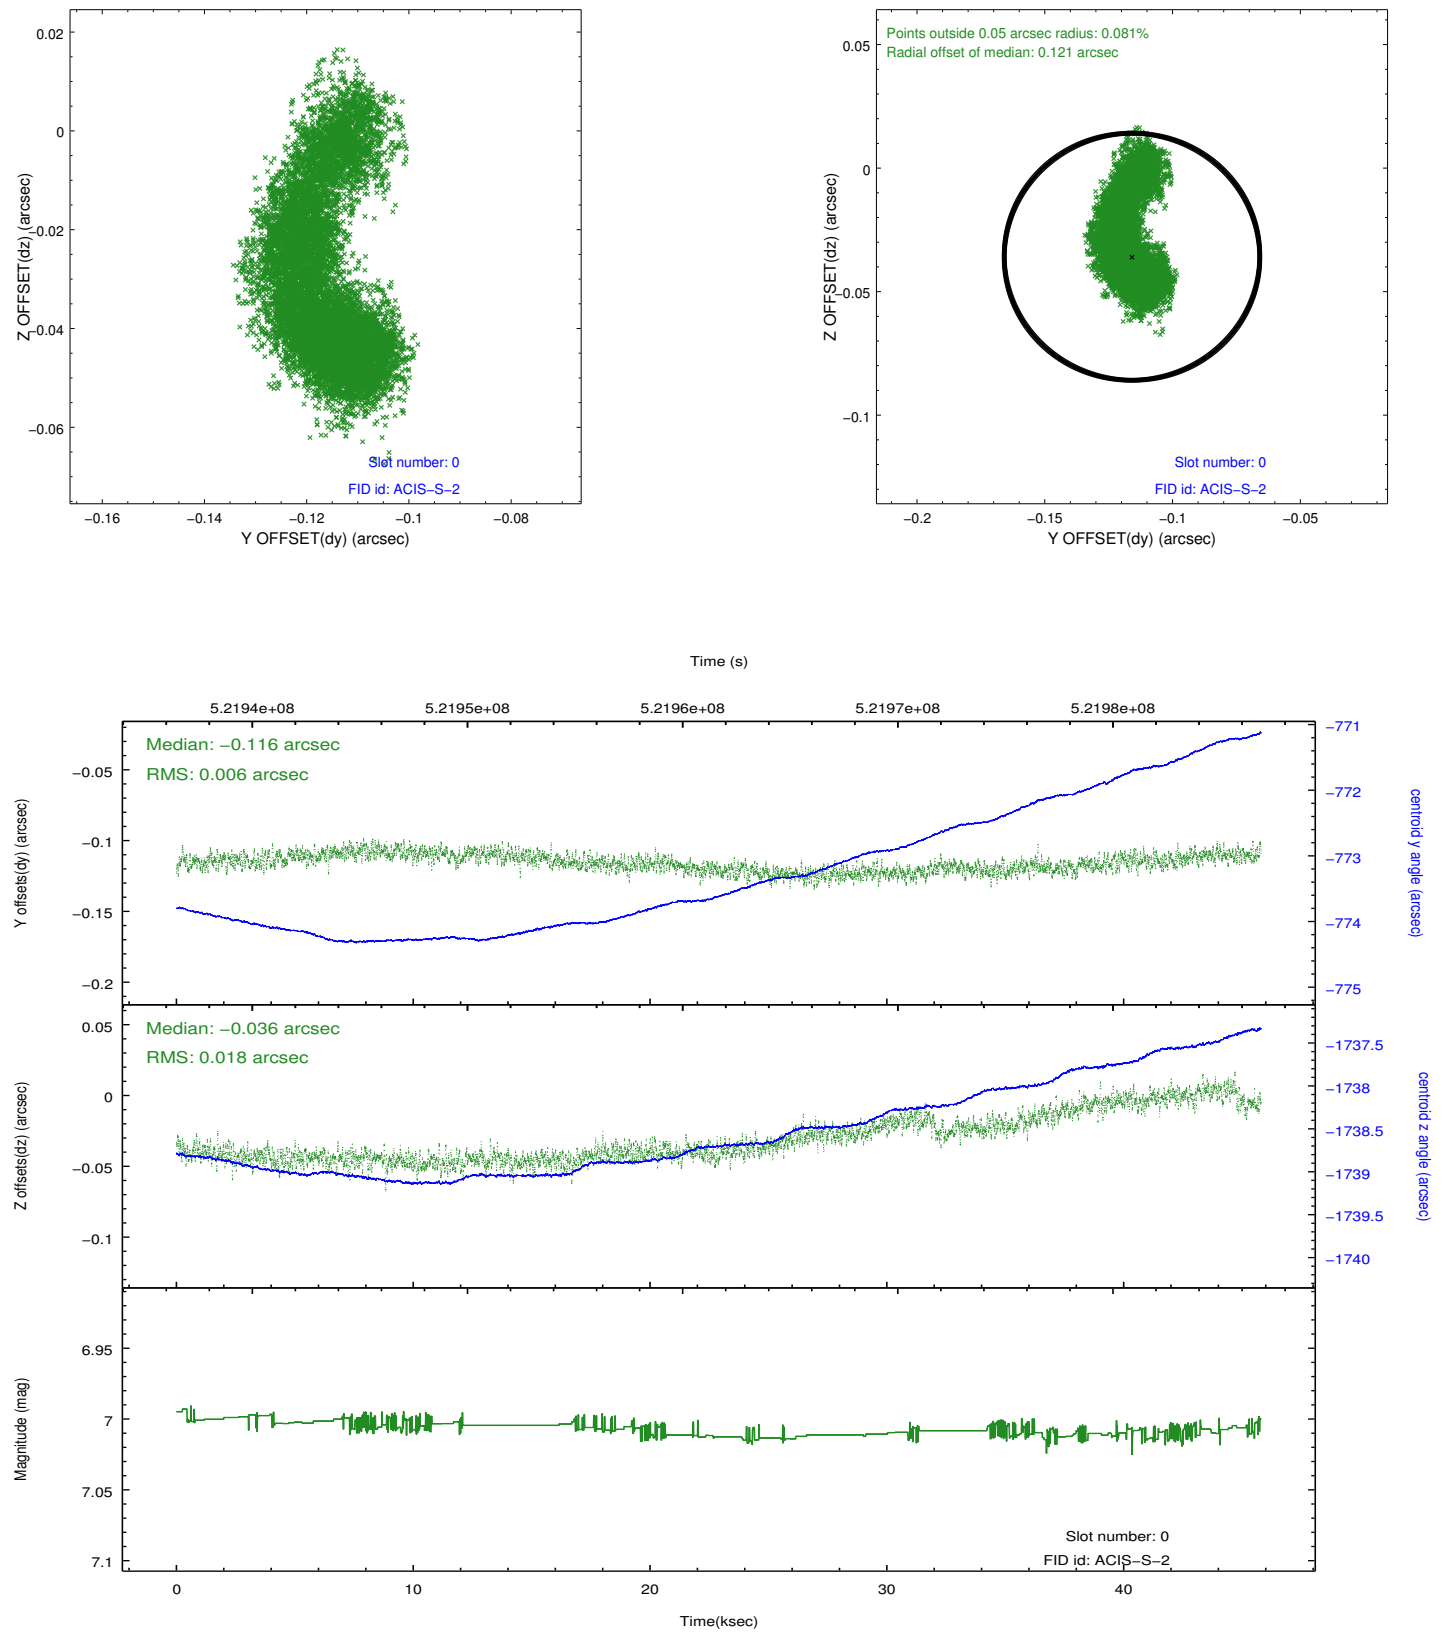 0.02
0
−0.02
−0.04
−0.06
Z OFFSET(dz) (arcsec)
Slot number: 0
FID id: ACIS−S−2
−0.16
−0.14
−0.12
−0.1
−0.08
Y OFFSET(dy) (arcsec)
Points outside 0.05 arcsec radius: 0.081%
Radial offset of median: 0.121 arcsec
0.05
0
−0.05
−0.1
Z OFFSET(dz) (arcsec)
Slot number: 0
FID id: ACIS−S−2
−0.2
−0.15
−0.1
−0.05
Y OFFSET(dy) (arcsec)
Time (s)
5.2194e+08
5.2195e+08
5.2196e+08
5.2197e+08
5.2198e+08
Median: −0.116 arcsec
RMS: 0.006 arcsec
−0.05
−0.1
−0.15
−0.2
Y offsets(dy) (arcsec)
−771
−772
−773
−774
−775
centroid y angle (arcsec)
Median: −0.036 arcsec
RMS: 0.018 arcsec
0.05
0
−0.05
−0.1
Z offsets(dz) (arcsec)
−1737.5
−1738
−1738.5
−1739
−1739.5
−1740
centroid z angle (arcsec)
6.95
7
7.05
7.1
Magnitude (mag)
Slot number: 0
FID id: ACIS−S−2
0
10
20
30
40
Time(ksec)